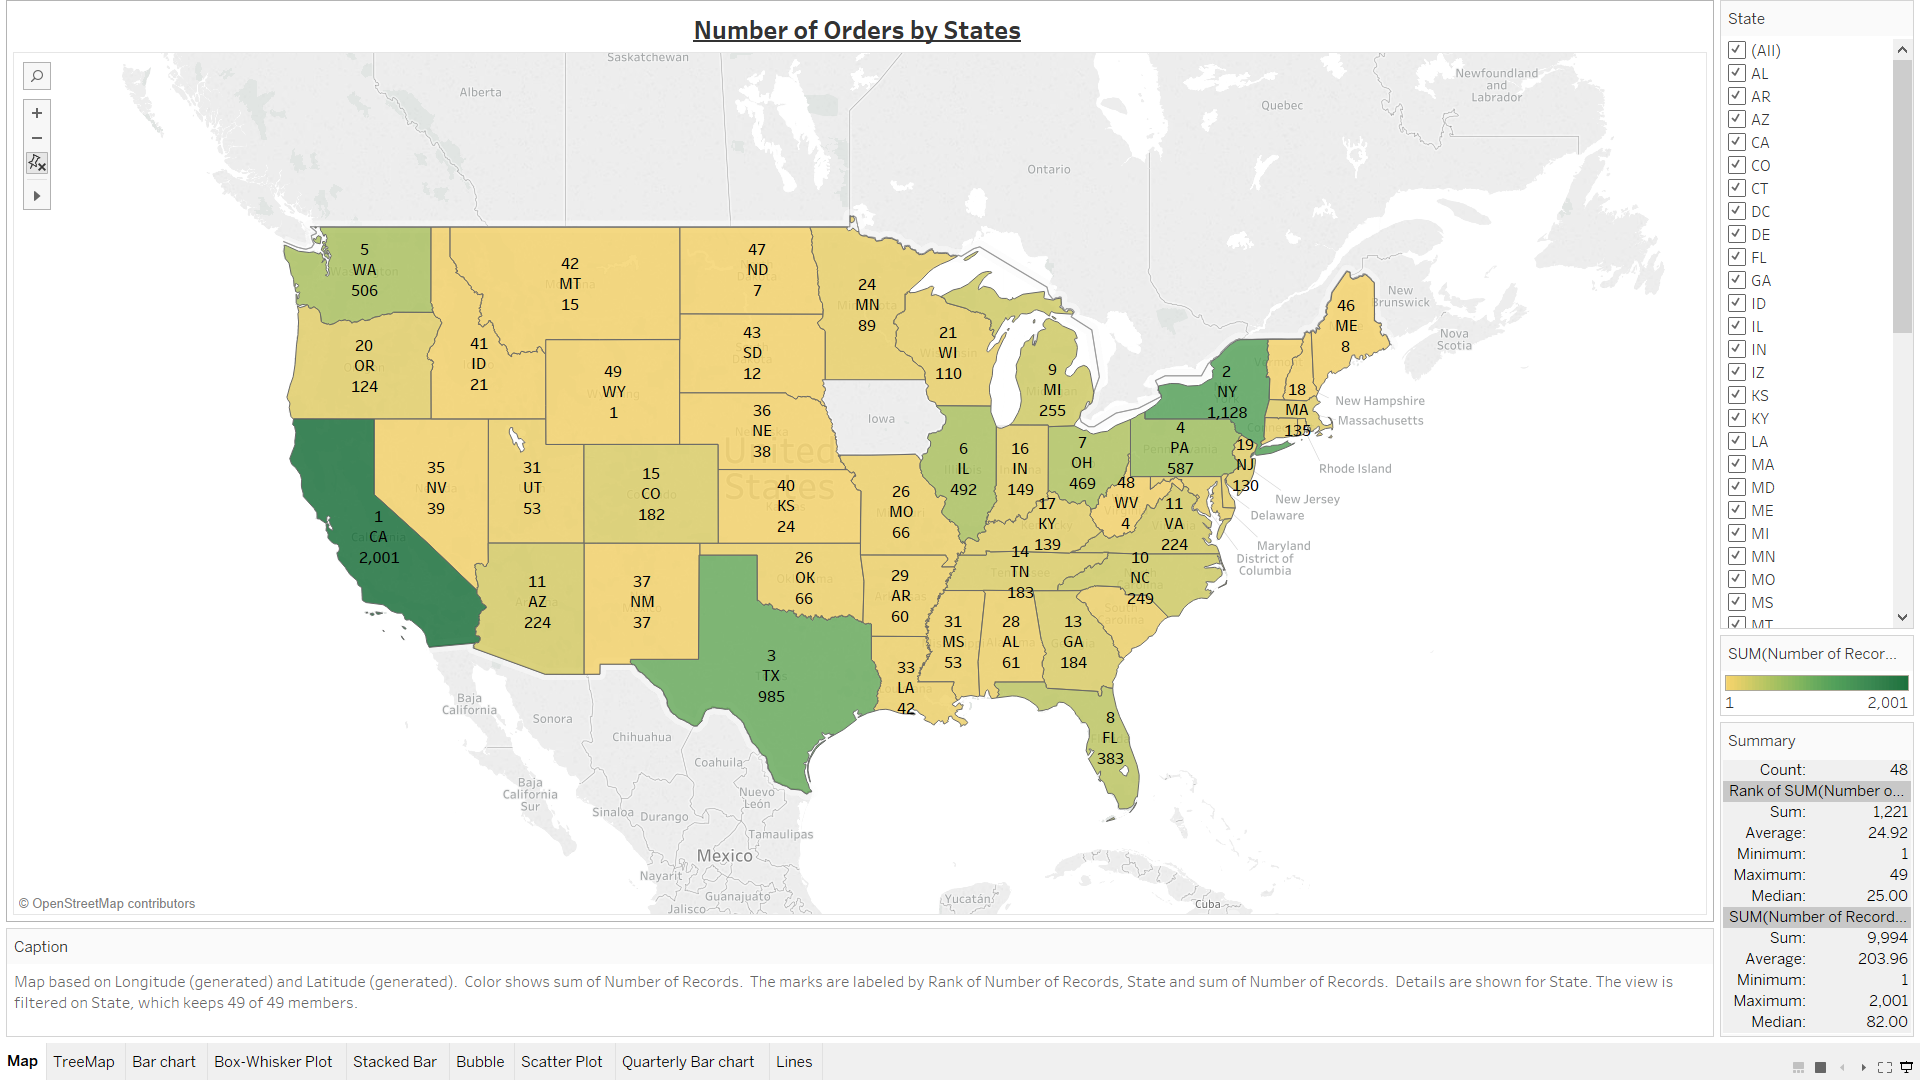 Number of Orders by States
Saskatchewan
Alberta
Newfoundland
and
Labrador
Quebec
Ontario
5
WA
506
42
MT
15
47
ND
7
24
MN
89
20
OR
124
41
ID
21
49
WY
1
43
SD
12
21
WI
110
9
MI
255
46
ME
8
New
Brunswick
Nova
Scotia
36
NE
38
Iowa
2
NY
1,128
18
MA
135
New Hampshire
Massachusetts
Rhode Island
35
NV
39
31
UT
53
15
CO
182
United
States
40
KS
24
26
MO
66
6
IL
492
16
IN
149
7
OH
469
4
PA
587
19
NJ
130
New Jersey
Delaware
Maryland
District of
Columbia
1
CA
2,001
17
KY
139
48
WV
4
11
VA
224
11
AZ
224
37
NM
37
26
OK
66
29
AR
60
14
TN
183
10
NC
249
3
TX
985
33
LA
42
31
MS
53
28
AL
61
13
GA
184
8
FL
383
Baja
California
Sonora
Chihuahua
Coahuila
Baja
California
Sur
Sinaloa
Durango
Nuevo
León
Tamaulipas
Mexico
Nayarit
Guanajuato
Jalisco
Yucatán
Cuba
© OpenStreetMap contributors
State
(All)
AL
AR
AZ
CA
CO
CT
DC
DE
FL
GA
ID
IL
IN
IZ
KS
KY
LA
MA
MD
ME
MI
MN
MO
MS
MT
SUM(Number of Recor...
1 2,001
Summary
Count: 48
Rank of SUM(Number o...
Sum: 1,221
Average: 24.92
Minimum: 1
Maximum: 49
Median: 25.00
SUM(Number of Record...
Sum: 9,994
Average: 203.96
Minimum: 1
Maximum: 2,001
Median: 82.00
Caption
Map based on Longitude (generated) and Latitude (generated). Color shows sum of Number of Records. The marks are labeled by Rank of Number of Records, State and sum of Number of Records. Details are shown for State. The view is
filtered on State, which keeps 49 of 49 members.
Map TreeMap Bar chart Box-Whisker Plot Stacked Bar Bubble Scatter Plot Quarterly Bar chart Lines